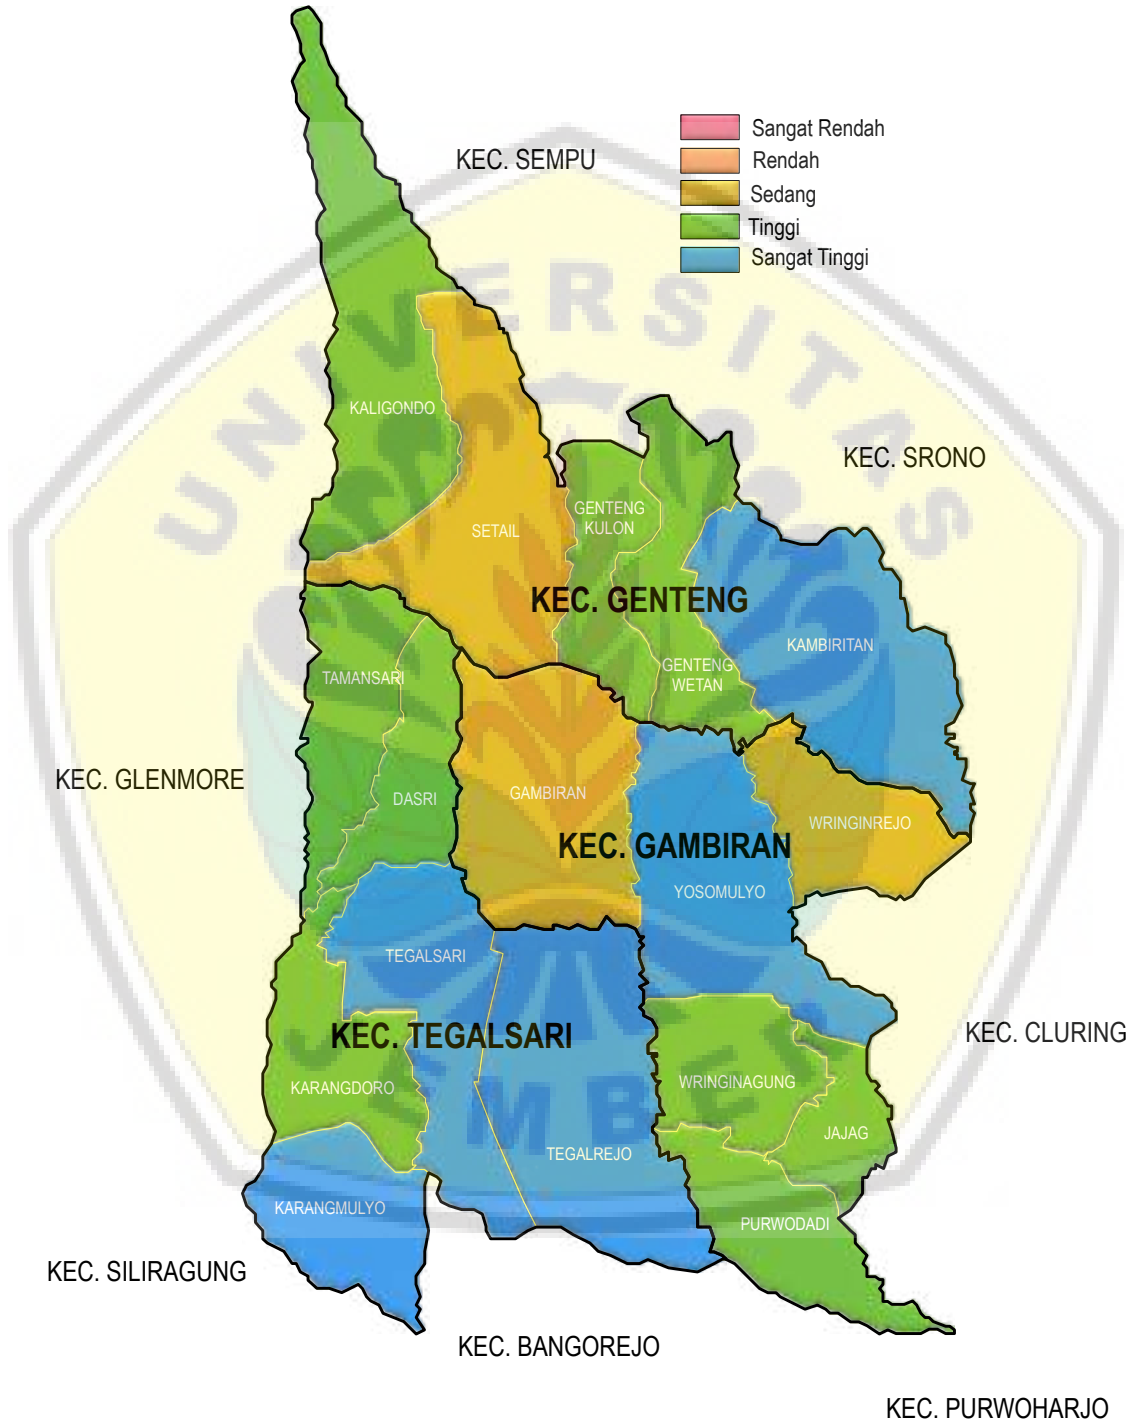 KEC. SEMPU
Sangat Rendah
Rendah
Sedang
Tinggi
Sangat Tinggi
UNIVERSITAS
KALIGONDO
KEC. SRONO
SETAIL
GENTENG
KULON
KEC. GENTENG
KAMBIRITAN
GENTENG
WETAN
TAMANSARI
KEC. GLENMORE
DASRI
GAMBIRAN
WRINGINREJO
KEC. GAMBIRAN
YOSOMULYO
TEGALSARI
KEC. CLURING
KEC. TEGALSARI
KARANGDORO
WRINGINAGUNG
JEMBER
JAJAG
TEGALREJO
KARANGMULYO
PURWODADI
KEC. SILIRAGUNG
KEC. BANGOREJO
KEC. PURWOHARJO